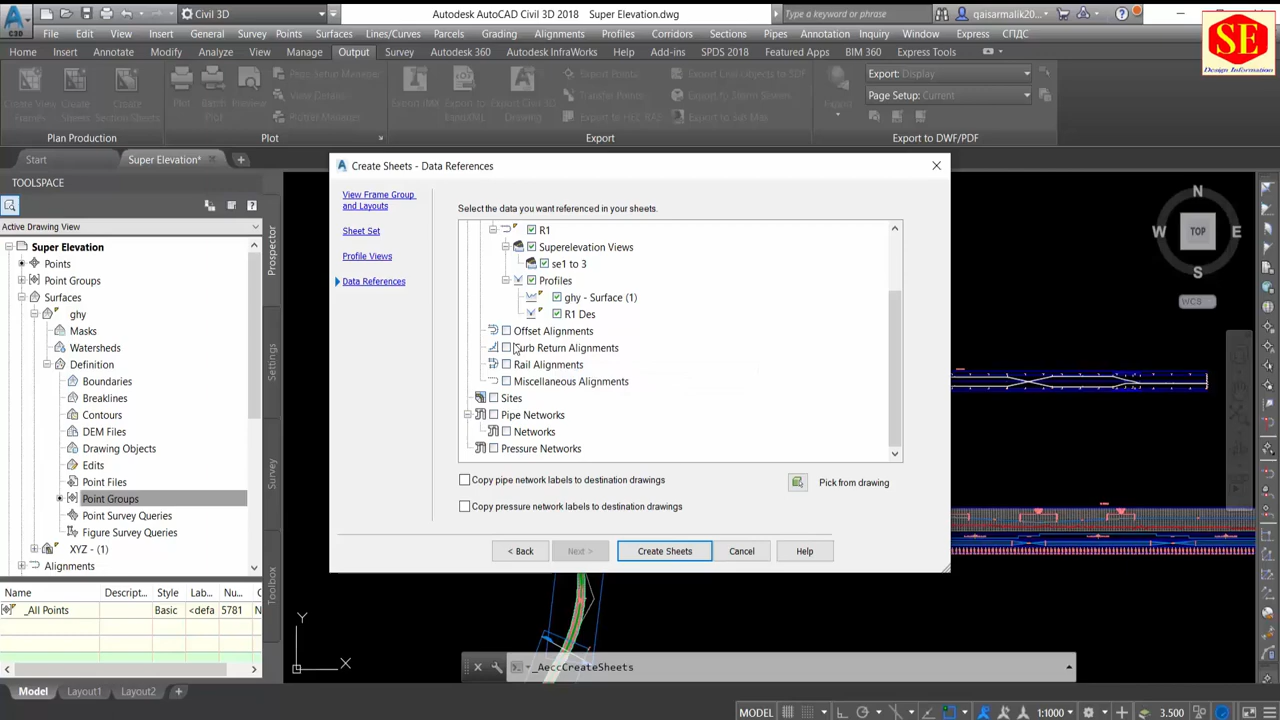 Civil 3D
Autodesk AutoCAD Civil 3D 2018 Super Elevation.dwg
Type a keyword or phrase
qaisarmalik20...
File Edit View Insert General Survey Points Surfaces Lines/Curves Parcels Grading Alignments Profiles Corridors Sections Pipes Annotation Inquiry Window Express СПДС
Home Insert Annotate Modify Analyze View Manage Output Survey Autodesk 360 Autodesk InfraWorks Help Add-ins SPDS 2018 Featured Apps BIM 360 Express Tools
SE
Design Information
Export: Display
Page Setup: Current
Plot
Export
Plan Production
Plot
Export
Export to DWF/PDF
Start
Super Elevation*
TOOLSPACE
Active Drawing View
Super Elevation
Points
Point Groups
Surfaces
ghy
Masks
Watersheds
Definition
Boundaries
Breaklines
Contours
DEM Files
Drawing Objects
Edits
Point Files
Point Groups
Point Survey Queries
Figure Survey Queries
XYZ - (1)
Alignments
Prospector
Settings
Survey
Toolbox
Name Descript... Style Lab... Nu...
_All Points Basic <defa 5781
Create Sheets - Data References
View Frame Group and Layouts
Sheet Set
Profile Views
Data References
Select the data you want referenced in your sheets.
R1
Superelevation Views
se1 to 3
Profiles
ghy - Surface (1)
R1 Des
Offset Alignments
Curb Return Alignments
Rail Alignments
Miscellaneous Alignments
Sites
Pipe Networks
Networks
Pressure Networks
Copy pipe network labels to destination drawings
Pick from drawing
Copy pressure network labels to destination drawings
< Back Next > Create Sheets Cancel Help
N
W TOP E
S
WCS
Y
X
_AeccCreateSheets
Model Layout1 Layout2 +
MODEL 1:1000 3.500